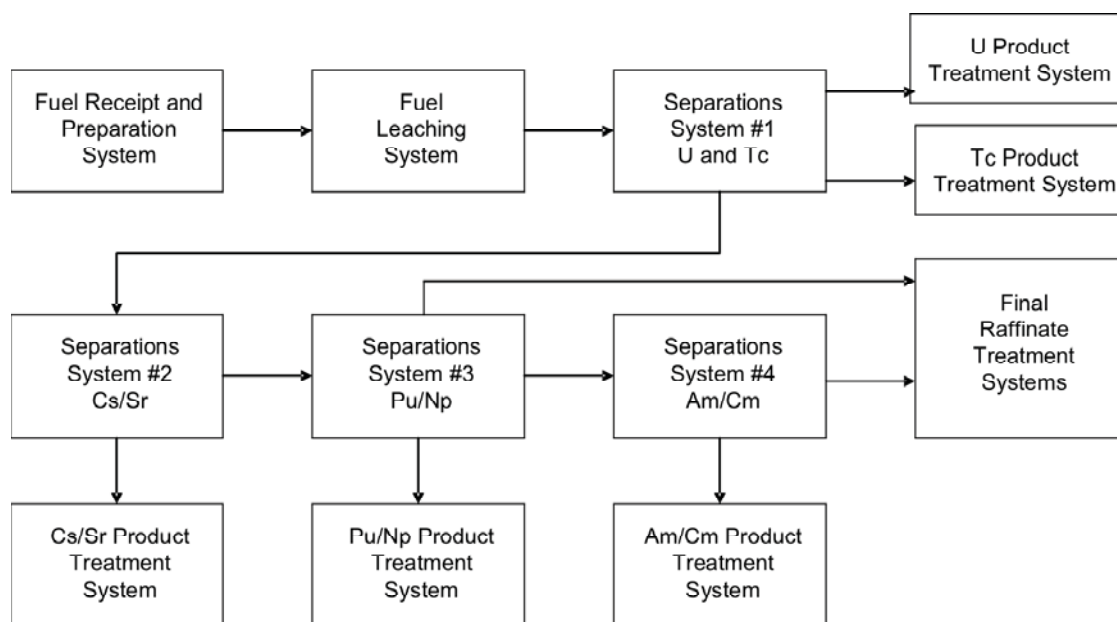 Fuel Receipt and
Preparation
System
Fuel
Leaching
System
Separations
System #1
U and Tc
U Product
Treatment System
Tc Product
Treatment System
Separations
System #2
Cs/Sr
Separations
System #3
Pu/Np
Separations
System #4
Am/Cm
Final
Raffinate
Treatment
Systems
Cs/Sr Product
Treatment
System
Pu/Np Product
Treatment
System
Am/Cm Product
Treatment
System